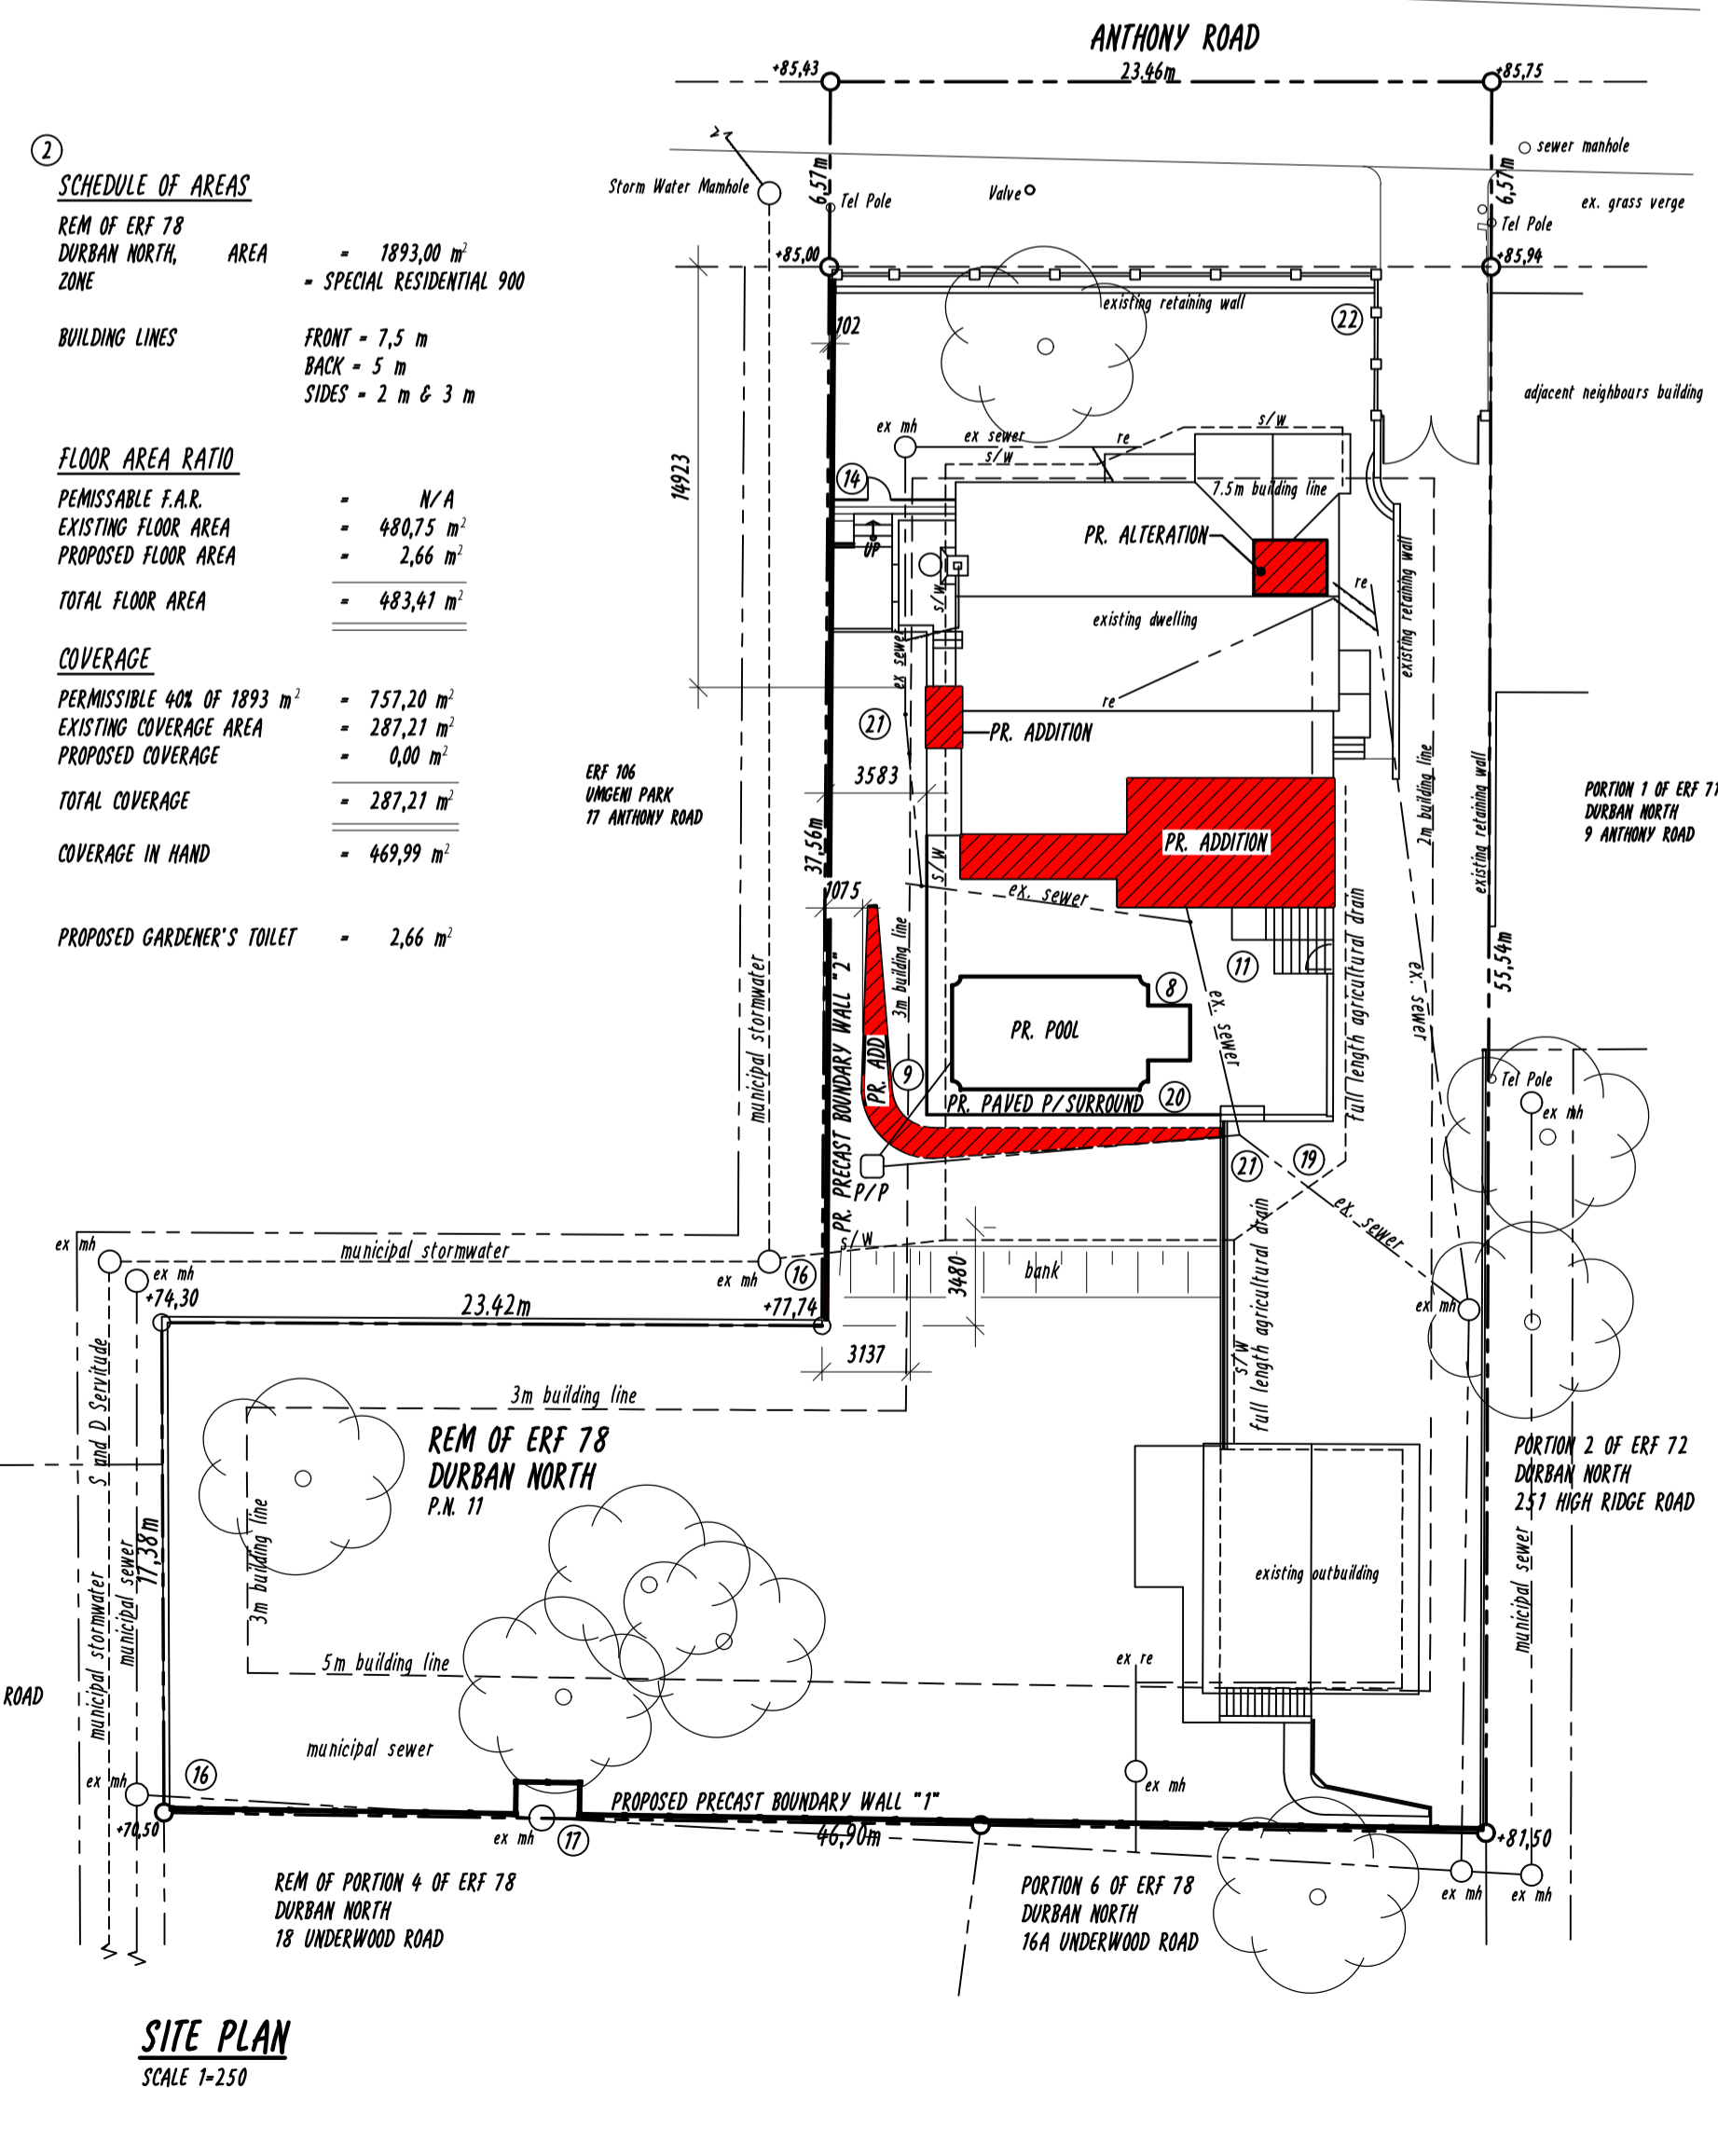 ANTHONY ROAD
23.46m
+85,43
+85,75
2
SCHEDULE OF AREAS
REM OF ERF 78
DURBAN NORTH, AREA = 1893,00 m²
ZONE = SPECIAL RESIDENTIAL 900
BUILDING LINES FRONT = 7,5 m
BACK = 5 m
SIDES = 2 m & 3 m
FLOOR AREA RATIO
PEMISSABLE F.A.R. = N/A
EXISTING FLOOR AREA = 480,75 m²
PROPOSED FLOOR AREA = 2,66 m²
TOTAL FLOOR AREA = 483,41 m²
COVERAGE
PERMISSIBLE 40% OF 1893 m² = 757,20 m²
EXISTING COVERAGE AREA = 287,21 m²
PROPOSED COVERAGE = 0,00 m²
TOTAL COVERAGE = 287,21 m²
COVERAGE IN HAND = 469,99 m²
PROPOSED GARDENER'S TOILET = 2,66 m²
Storm Water Mamhole
6,57m
Tel Pole
Valve
6,57m
sewer manhole
ex. grass verge
Tel Pole
+85,00
+85,94
existing retaining wall
22
102
adjacent neighbours building
14923
ex mh
ex sewer
re
s/w
s/w
14
7.5m building line
PR. ALTERATION
UP
s/w
re
existing retaining wall
existing dwelling
ex sewer
re
21
PR. ADDITION
3583
2m building line
existing retaining wall
ERF 106
UMGENI PARK
17 ANTHONY ROAD
PORTION 1 OF ERF 71
DURBAN NORTH
9 ANTHONY ROAD
37,56m
PR. ADDITION
s/w
1075
ex. sewer
3m building line
full length agricultural drain
55,54m
11
8
ex. sewer
ex. sewer
municipal stormwater
PR. PRECAST BOUNDARY WALL "2"
PR. POOL
PR. ADD
9
20
PR. PAVED P/SURROUND
Tel Pole
ex mh
P/P
21
19
s/w
ex. sewer
ex mh
municipal stormwater
ex mh
ex mh
16
3480
bank
full length agricultural drain
s/w
ex mh
+74,30
23.42m
+77,74
3137
S and D Servitude
3m building line
REM OF ERF 78
DURBAN NORTH
P.N. 11
PORTION 2 OF ERF 72
DURBAN NORTH
251 HIGH RIDGE ROAD
17,38m
3m building line
municipal stormwater
municipal sewer
municipal sewer
existing outbuilding
5m building line
ex re
ROAD
municipal sewer
ex mh
16
ex mh
PROPOSED PRECAST BOUNDARY WALL "1"
46,90m
+70,50
ex mh
17
+81,50
REM OF PORTION 4 OF ERF 78
DURBAN NORTH
18 UNDERWOOD ROAD
PORTION 6 OF ERF 78
DURBAN NORTH
16A UNDERWOOD ROAD
ex mh
ex mh
SITE PLAN
SCALE 1=250